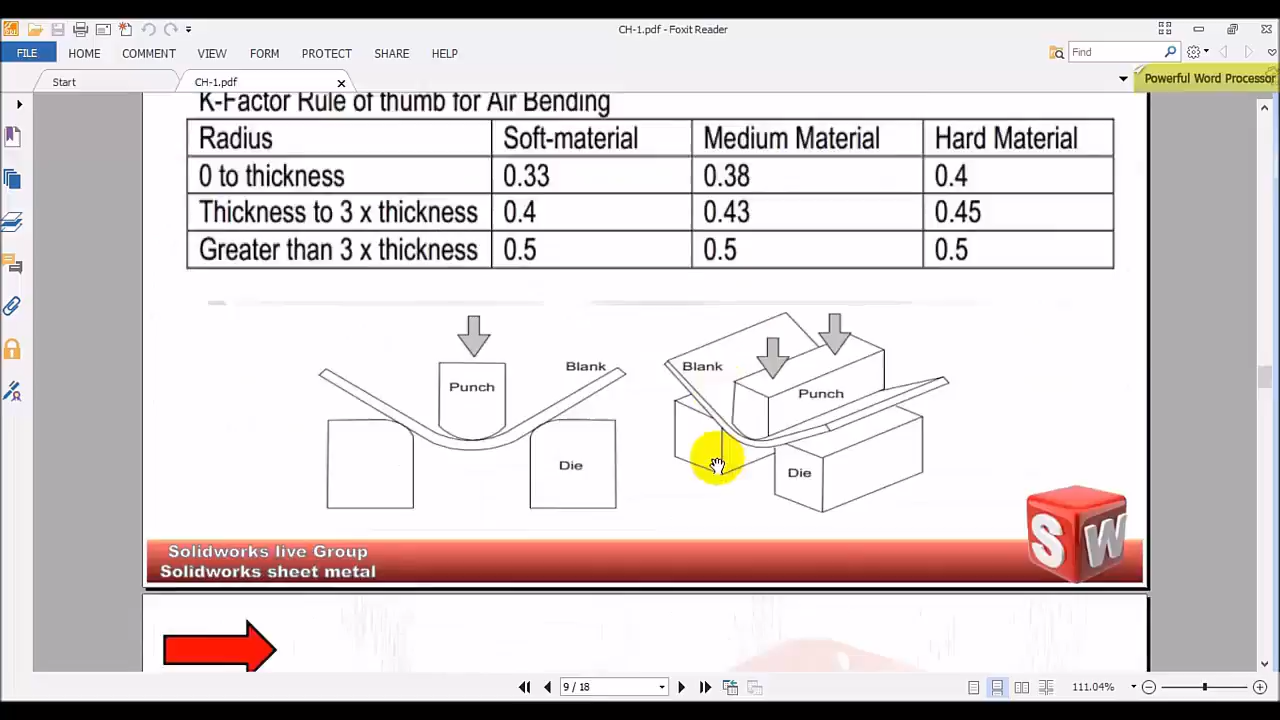 CH-1.pdf - Foxit Reader
FILE HOME COMMENT VIEW FORM PROTECT SHARE HELP Find
Start CH-1.pdf Powerful Word Processor
K-Factor Rule of thumb for Air Bending
Radius Soft-material Medium Material Hard Material
0 to thickness 0.33 0.38 0.4
Thickness to 3 x thickness 0.4 0.43 0.45
Greater than 3 x thickness 0.5 0.5 0.5
Punch Blank Die
Blank Punch Die
Solidworks live Group
Solidworks sheet metal
SW
9 / 18 111.04%